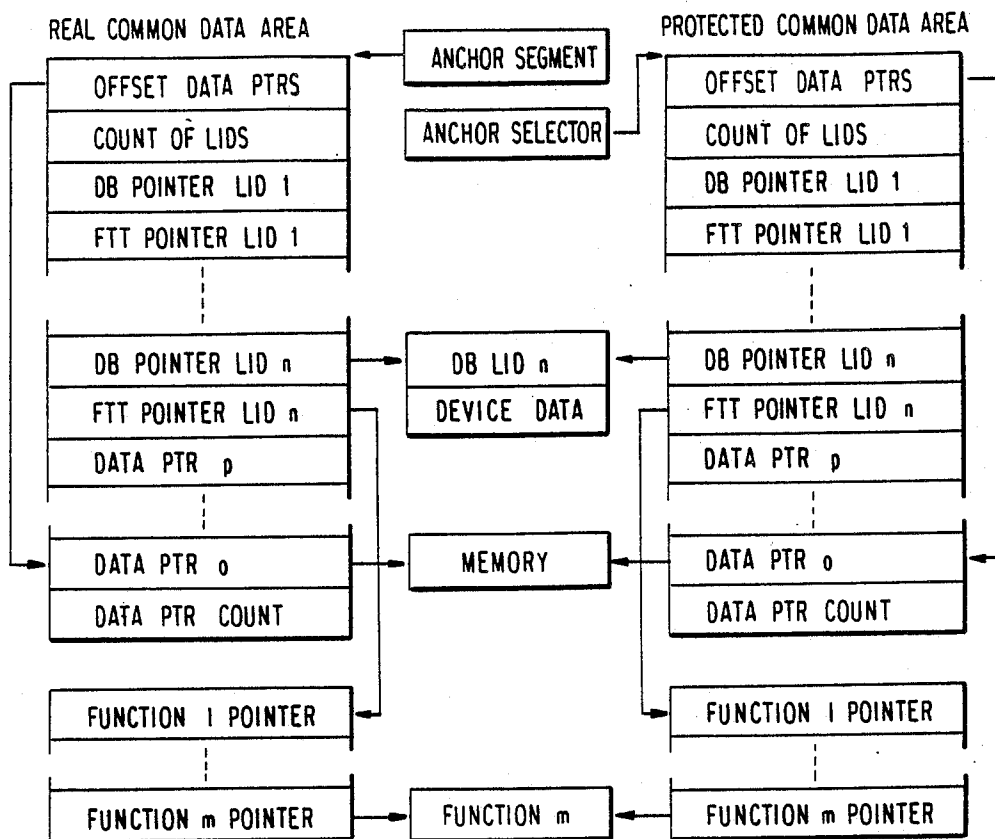 REAL COMMON DATA AREA
OFFSET DATA PTRS
COUNT OF LIDS
DB POINTER LID 1
FTT POINTER LID 1
DB POINTER LID n
FTT POINTER LID n
DATA PTR p
DATA PTR o
DATA PTR COUNT
FUNCTION 1 POINTER
FUNCTION m POINTER
ANCHOR SEGMENT
ANCHOR SELECTOR
DB LID n
DEVICE DATA
MEMORY
FUNCTION m
PROTECTED COMMON DATA AREA
OFFSET DATA PTRS
COUNT OF LIDS
DB POINTER LID 1
FTT POINTER LID 1
DB POINTER LID n
FTT POINTER LID n
DATA PTR p
DATA PTR o
DATA PTR COUNT
FUNCTION 1 POINTER
FUNCTION m POINTER